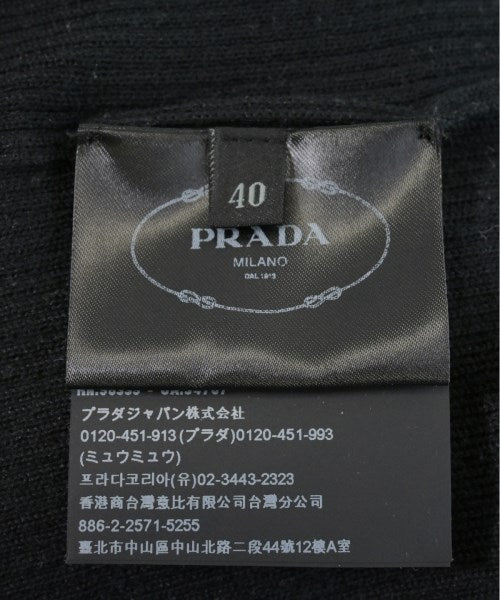 40
PRADA
MILANO
DAL 1913
プラダジャパン株式会社
0120-451-913(プラダ)0120-451-993
(ミュウミュウ)
프라다코리아(유)02-3443-2323
香港商台灣意比有限公司台灣分公司
886-2-2571-5255
臺北市中山區中山北路二段44號12樓A室